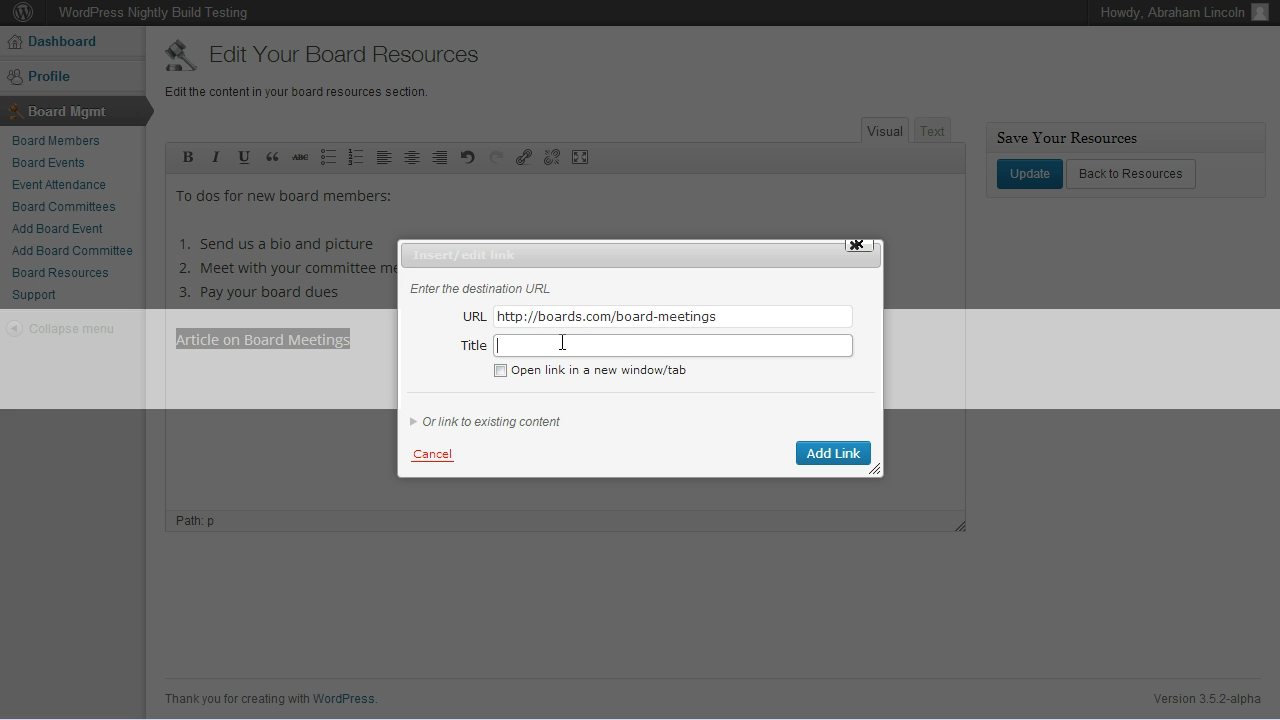 WordPress Nightly Build Testing
Howdy, Abraham Lincoln
Dashboard
Profile
Board Mgmt
Board Members
Board Events
Event Attendance
Board Committees
Add Board Event
Add Board Committee
Board Resources
Support
Collapse menu
Edit Your Board Resources
Edit the content in your board resources section.
Visual
Text
B I U ABC
To dos for new board members:
1. Send us a bio and picture
2. Meet with your committee me
3. Pay your board dues
Article on Board Meetings
Path: p
Save Your Resources
Update
Back to Resources
Insert/edit link
Enter the destination URL
URL http://boards.com/board-meetings
Title
Open link in a new window/tab
Or link to existing content
Cancel
Add Link
Thank you for creating with WordPress.
Version 3.5.2-alpha